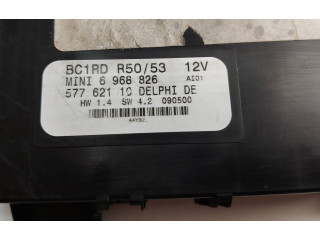 BC1RD R50/53 12V
MINI 6 968 826 AI01
577 621 10 DELPHI DE
HW 1.4 SW 4.2 090500